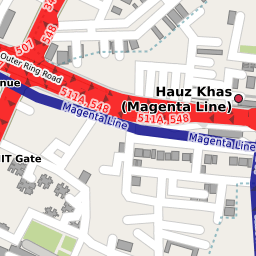 507
548
Outer Ring Road
Hauz Khas
(Magenta Line)
511A, 548
511A, 548
Magenta Line
Magenta Line
IIT Gate